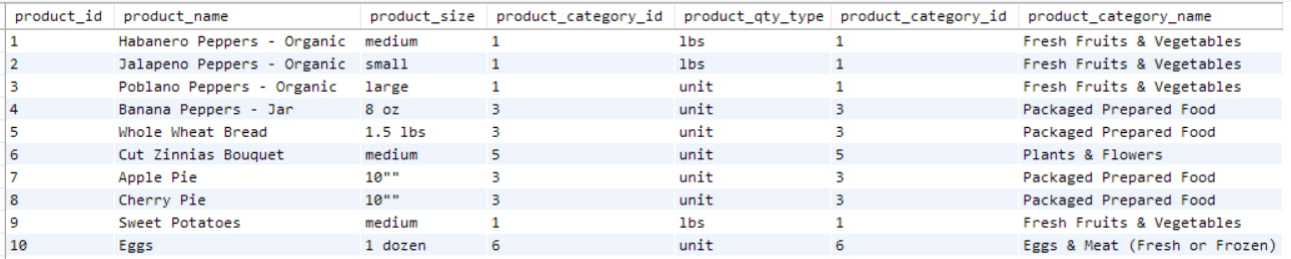 product_id product_name product_size product_category_id product_qty_type product_category_id product_category_name
1 Habanero Peppers - Organic medium 1 lbs 1 Fresh Fruits & Vegetables
2 Jalapeno Peppers - Organic small 1 lbs 1 Fresh Fruits & Vegetables
3 Poblano Peppers - Organic large 1 unit 1 Fresh Fruits & Vegetables
4 Banana Peppers - Jar 8 oz 3 unit 3 Packaged Prepared Food
5 Whole Wheat Bread 1.5 lbs 3 unit 3 Packaged Prepared Food
6 Cut Zinnias Bouquet medium 5 unit 5 Plants & Flowers
7 Apple Pie 10"" 3 unit 3 Packaged Prepared Food
8 Cherry Pie 10"" 3 unit 3 Packaged Prepared Food
9 Sweet Potatoes medium 1 lbs 1 Fresh Fruits & Vegetables
10 Eggs 1 dozen 6 unit 6 Eggs & Meat (Fresh or Frozen)